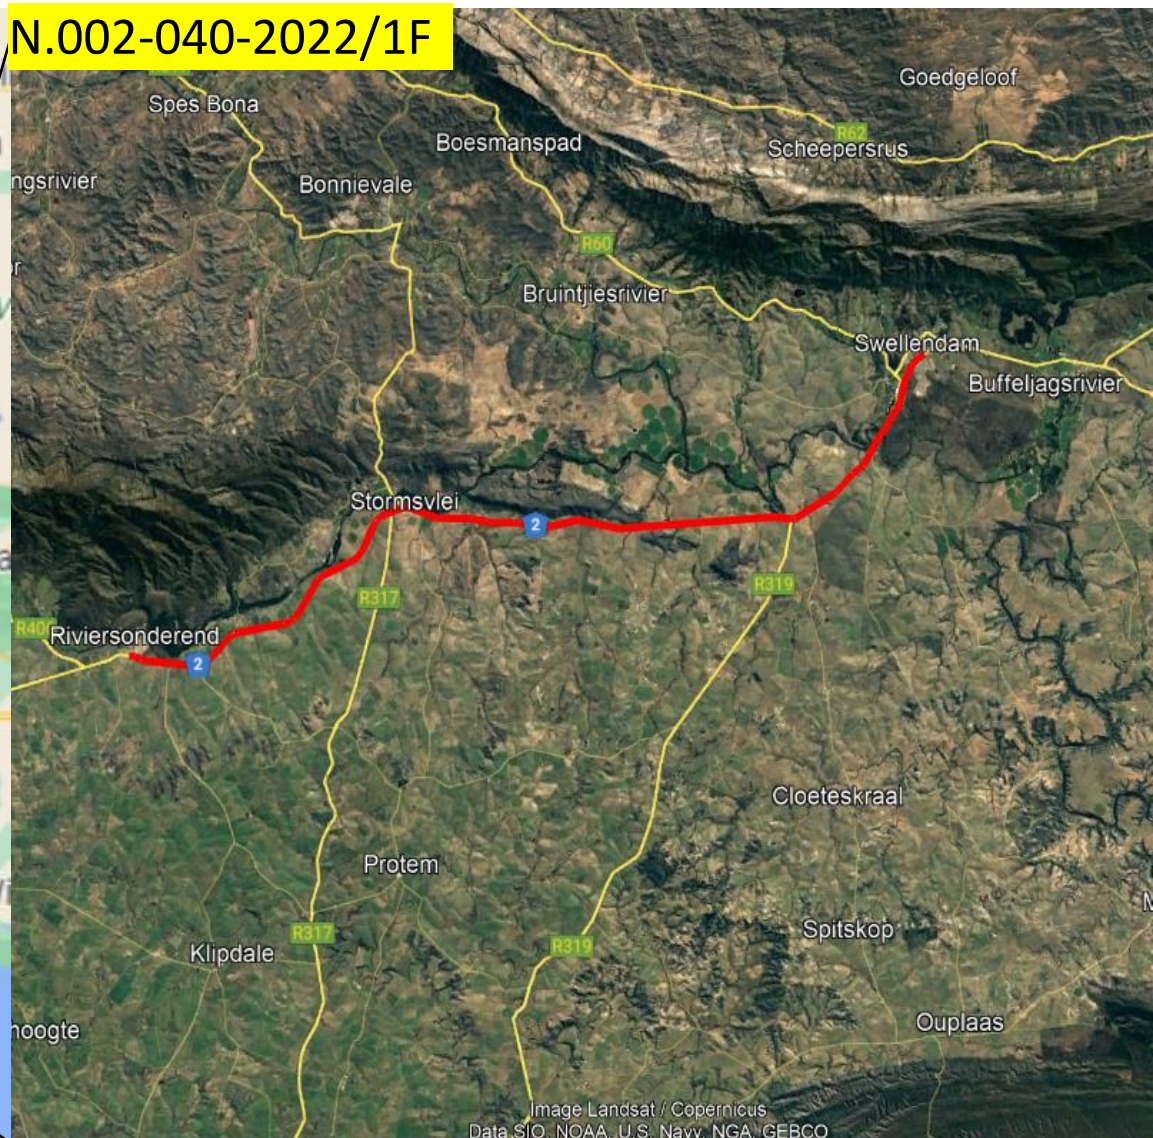 N.002-040-2022/1F
Goedgeloof
Spes Bona
R62
Boesmanspad
Scheepersrus
ngsrivier
Bonnievale
R60
Bruintjiesrivier
Swellendam
Buffeljagsrivier
Stormsvlei
2
R317
R319
R406
Riviersonderend
2
Cloeteskraal
Protem
Spitskop
R317
R319
Klipdale
Ouplaas
hoogte
Image Landsat / Copernicus
Data SIO, NOAA, U.S. Navy, NGA, GEBCO